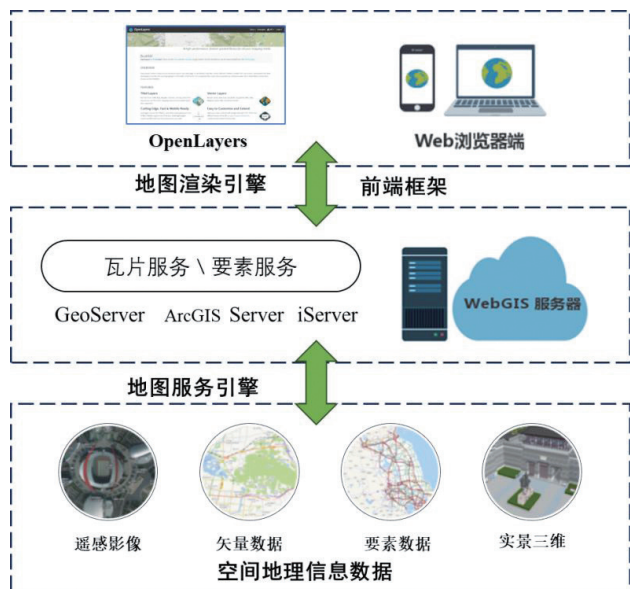 OpenLayers
OpenLayers
Web浏览器端
地图渲染引擎
前端框架
瓦片服务 \ 要素服务
GeoServer ArcGIS Server iServer
WebGIS 服务器
地图服务引擎
遥感影像
矢量数据
要素数据
实景三维
空间地理信息数据